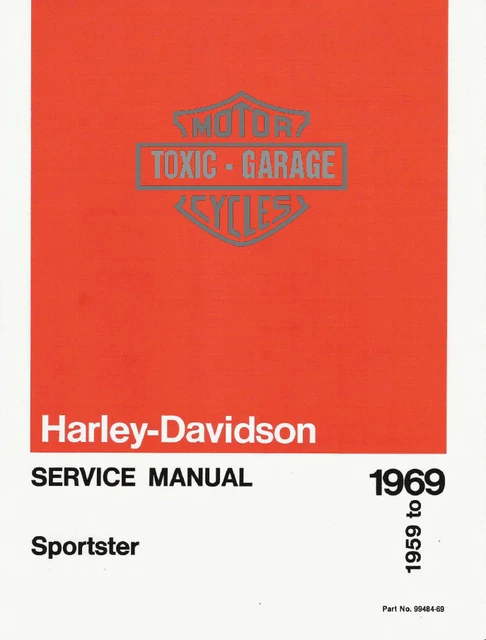 MOTOR
TOXIC - GARAGE
CYCLES
Harley-Davidson
SERVICE MANUAL
1969
1959 to
Sportster
Part No. 99484-69